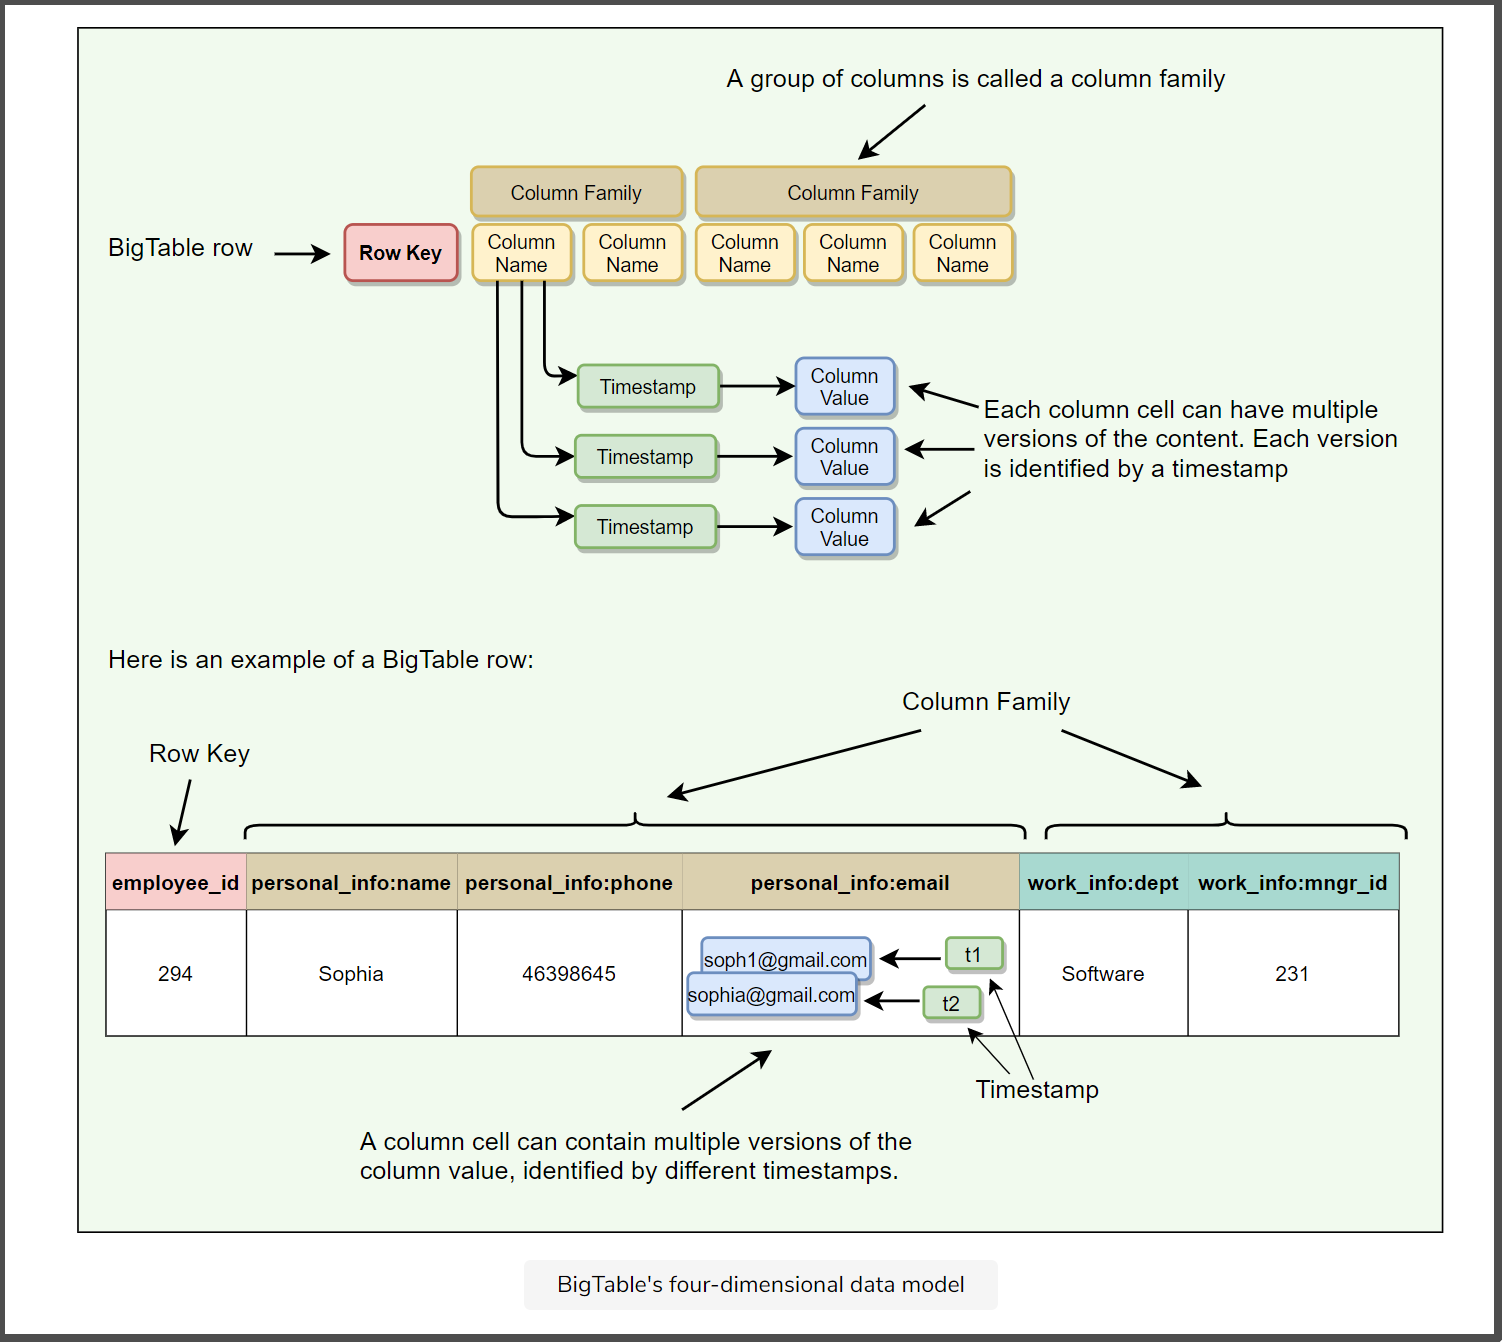 A group of columns is called a column family
Column Family
Column Family
BigTable row
Row Key
Column
Name
Column
Name
Column
Name
Column
Name
Column
Name
Timestamp
Column
Value
Timestamp
Column
Value
Timestamp
Column
Value
Each column cell can have multiple
versions of the content. Each version
is identified by a timestamp
Here is an example of a BigTable row:
Column Family
Row Key
employee_id
personal_info:name
personal_info:phone
personal_info:email
work_info:dept
work_info:mngr_id
294
Sophia
46398645
soph1@gmail.com
t1
sophia@gmail.com
t2
Software
231
Timestamp
A column cell can contain multiple versions of the
column value, identified by different timestamps.
BigTable's four-dimensional data model